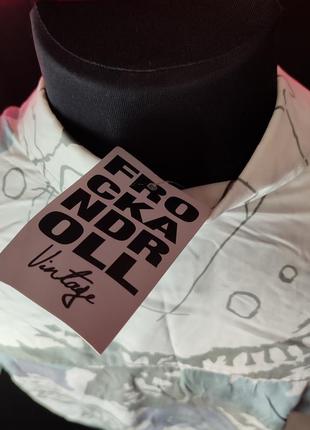 FRO
CKA
NDR
OLL
Vintage